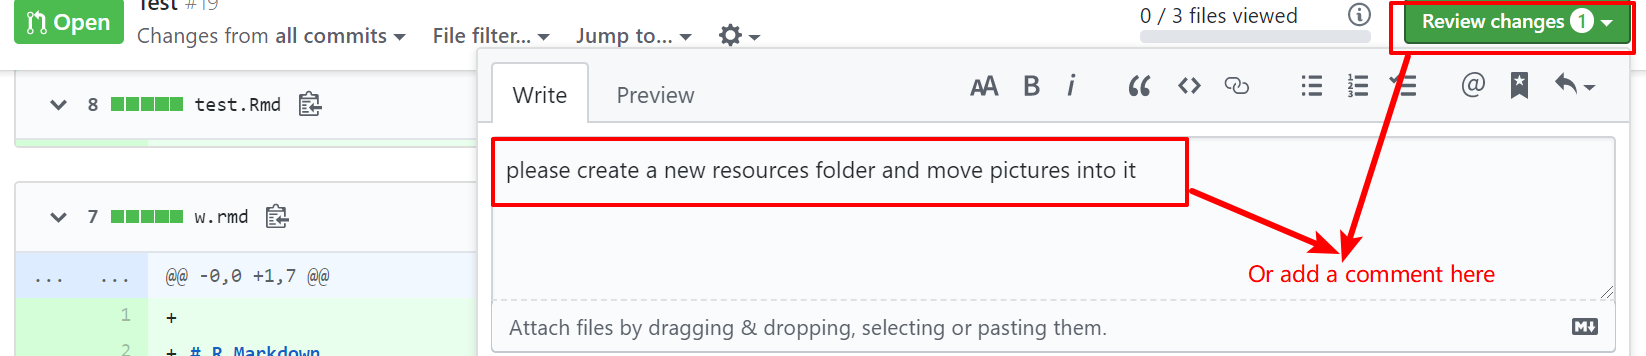 Test #19
Open
Changes from all commits
File filter...
Jump to...
0 / 3 files viewed
Review changes 1
8 test.Rmd
Write
Preview
AA B i @
please create a new resources folder and move pictures into it
7 w.rmd
Or add a comment here
... ... @@ -0,0 +1,7 @@
1 +
2 + # R Markdown
Attach files by dragging & dropping, selecting or pasting them.